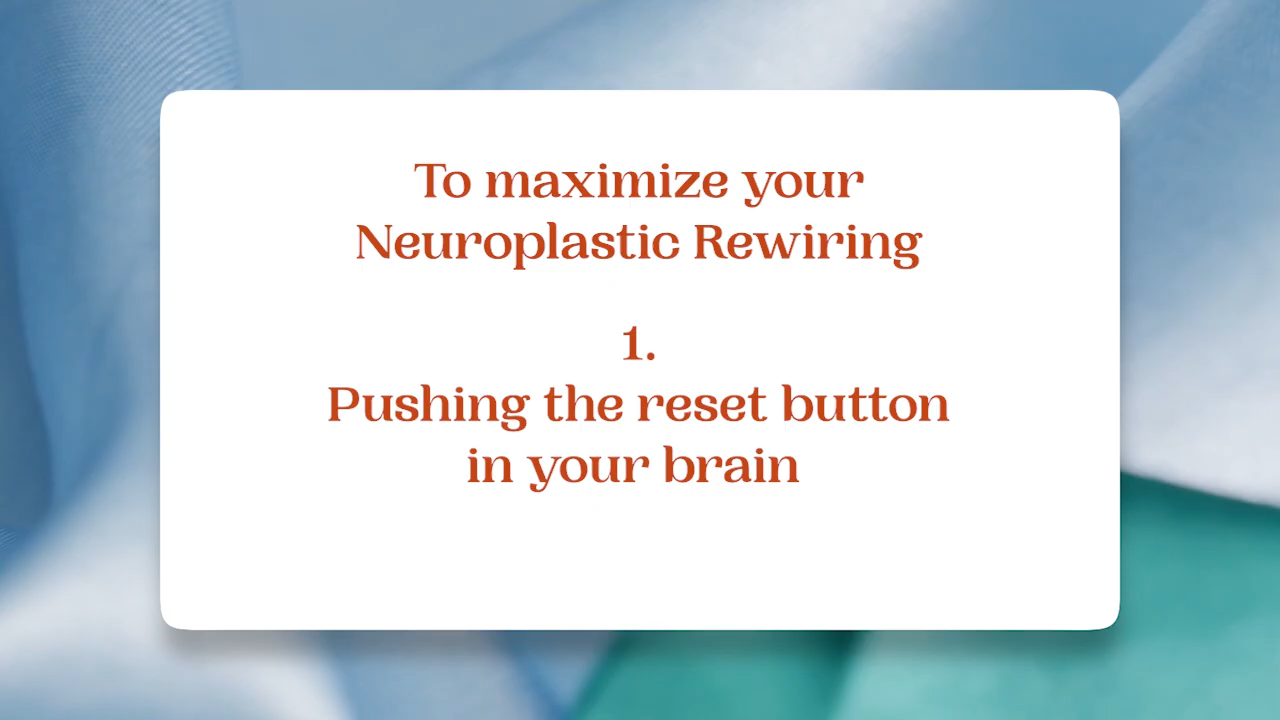 To maximize your
Neuroplastic Rewiring
1.
Pushing the reset button
in your brain